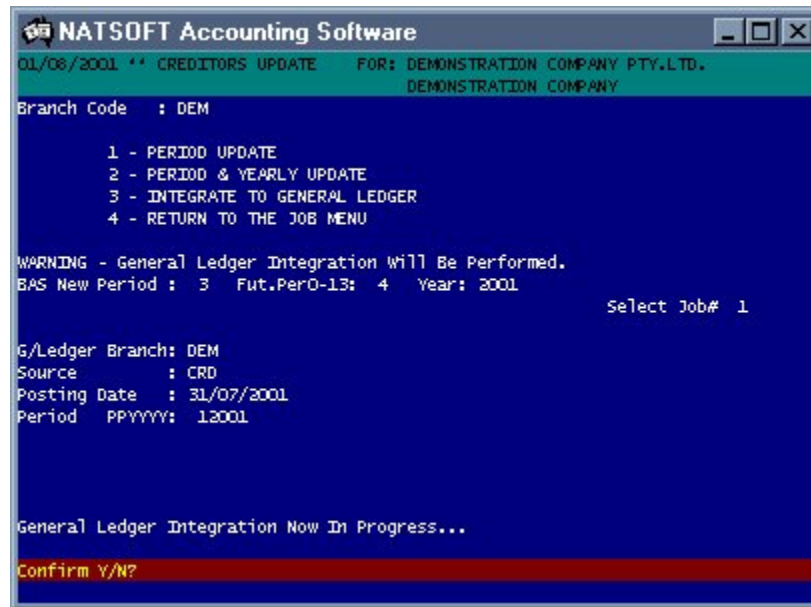 NATSOFT Accounting Software
01/08/2001 ** CREDITORS UPDATE FOR: DEMONSTRATION COMPANY PTY.LTD.
DEMONSTRATION COMPANY
Branch Code : DEM
1 - PERIOD UPDATE
2 - PERIOD & YEARLY UPDATE
3 - INTEGRATE TO GENERAL LEDGER
4 - RETURN TO THE JOB MENU
WARNING - General Ledger Integration Will Be Performed.
BAS New Period : 3 Fut.Per0-13: 4 Year: 2001
Select Job# 1
G/Ledger Branch: DEM
Source : CRD
Posting Date : 31/07/2001
Period PPYYYY: 12001
General Ledger Integration Now In Progress...
Confirm Y/N?